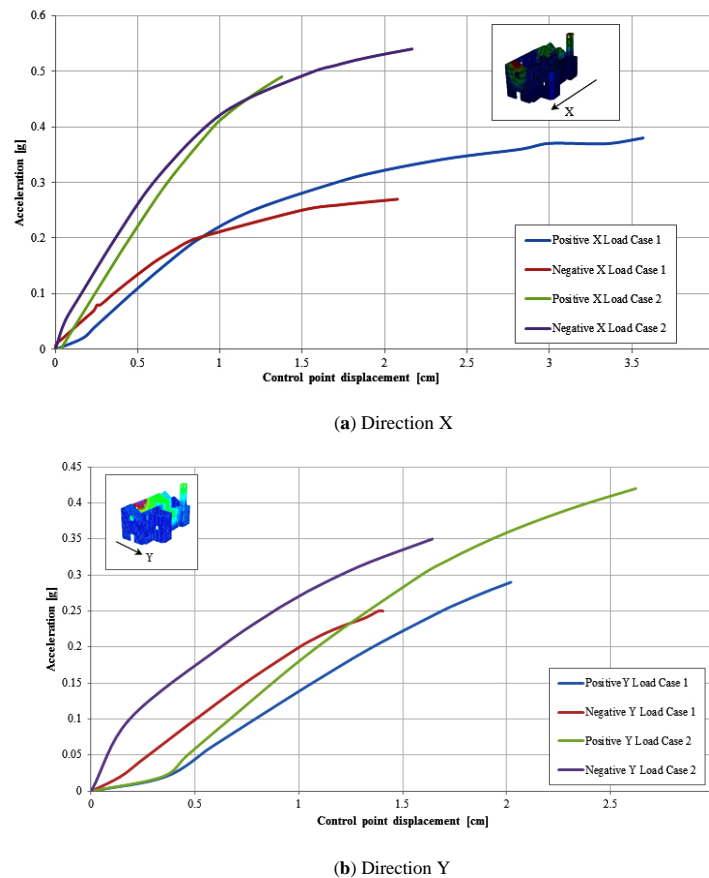 0.6
0.5
0.4
0.3
0.2
0.1
0
Acceleration [g]
X
Positive X Load Case 1
Negative X Load Case 1
Positive X Load Case 2
Negative X Load Case 2
0 0.5 1 1.5 2 2.5 3 3.5
Control point displacement [cm]
(a) Direction X
0.45
0.4
0.35
0.3
0.25
0.2
0.15
0.1
0.05
0
Acceleration [g]
Y
Positive Y Load Case 1
Negative Y Load Case 1
Positive Y Load Case 2
Negative Y Load Case 2
0 0.5 1 1.5 2 2.5
Control point displacement [cm]
(b) Direction Y